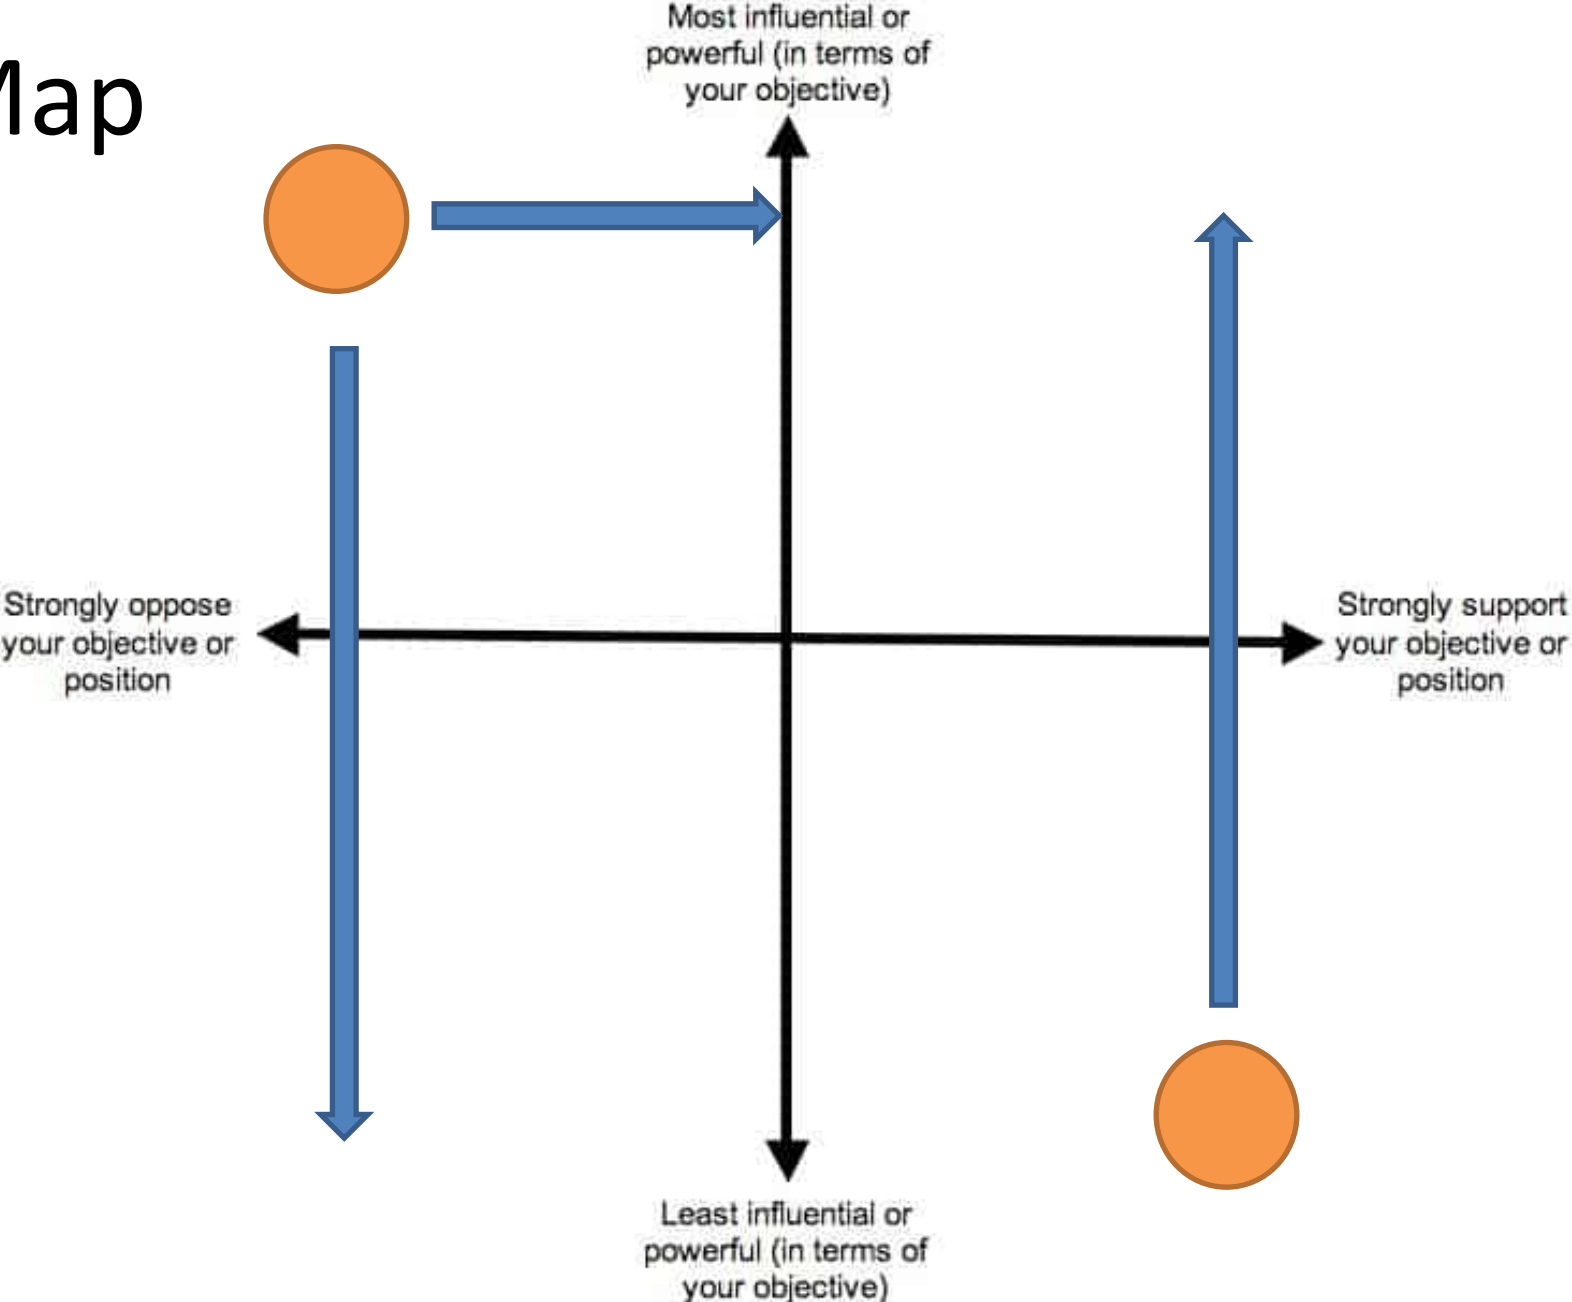 Map
Most influential or
powerful (in terms of
your objective)
Strongly oppose
your objective or
position
Strongly support
your objective or
position
Least influential or
powerful (in terms of
your objective)